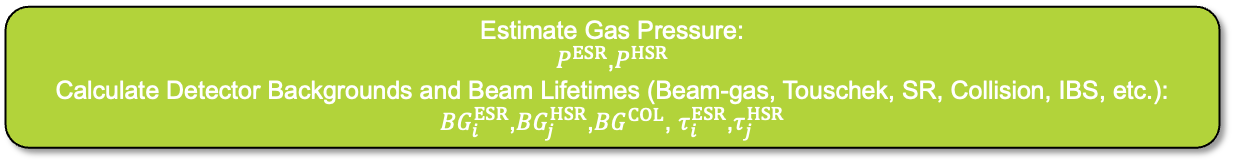 Estimate Gas Pressure:
P^ESR,P^HSR
Calculate Detector Backgrounds and Beam Lifetimes (Beam-gas, Touschek, SR, Collision, IBS, etc.):
BG_i^ESR,BG_j^HSR,BG^COL, τ_i^ESR,τ_j^HSR